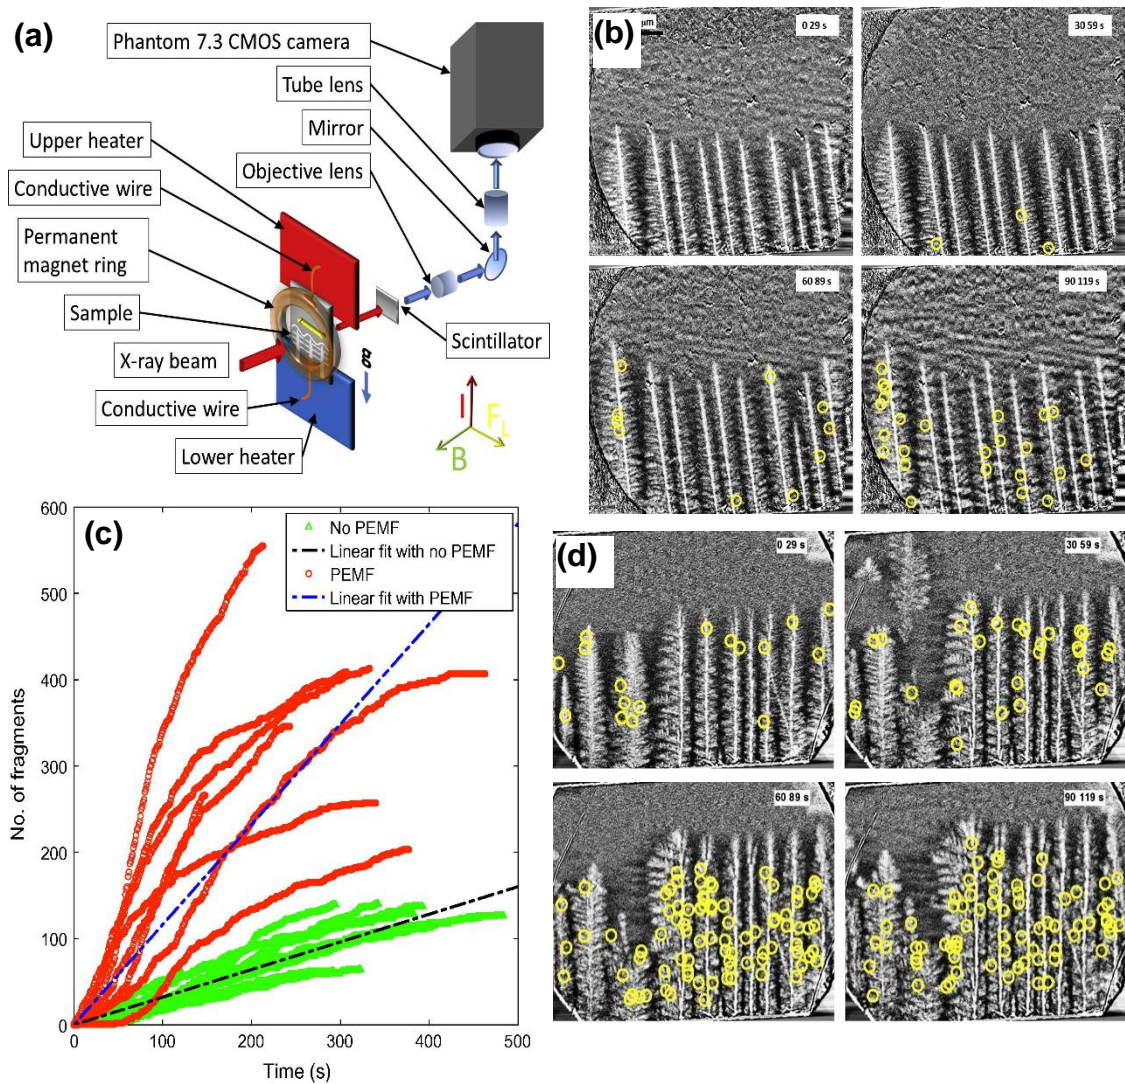 (a)
Phantom 7.3 CMOS camera
Tube lens
Mirror
Upper heater
Objective lens
Conductive wire
Permanent
magnet ring
Sample
Scintillator
X-ray beam
Conductive wire
Lower heater
I
F_L
B
(b)
µm
0 29 s
30 59 s
60 89 s
90 119 s
(c)
600
500
400
300
200
100
0
No. of fragments
No PEMF
Linear fit with no PEMF
PEMF
Linear fit with PEMF
0
100
200
300
400
500
Time (s)
(d)
0 29 s
30 59 s
60 89 s
90 119 s